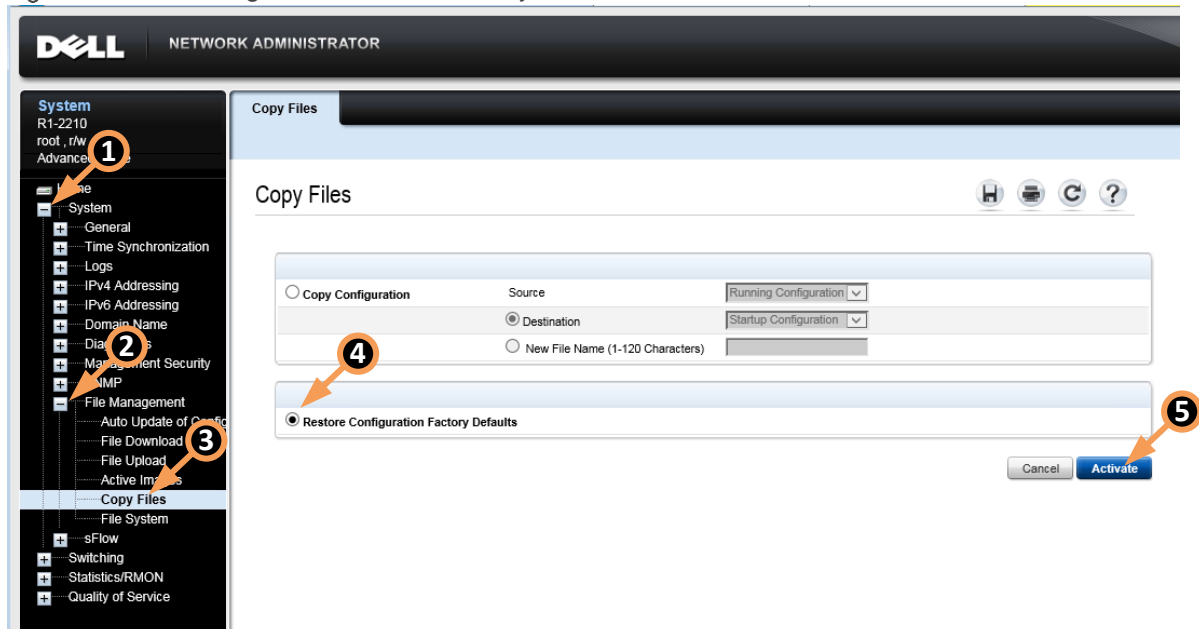 DELL
NETWORK ADMINISTRATOR
System
R1-2210
root , r/w
Copy Files
1
System
General
Time Synchronization
Logs
IPv4 Addressing
IPv6 Addressing
Domain Name
2
Management Security
File Management
Auto Update of
File Download
3
File Upload
Active
Copy Files
File System
sFlow
Switching
Statistics/RMON
Quality of Service
Copy Files
Copy Configuration
Source
Running Configuration
Destination
Startup Configuration
New File Name (1-120 Characters)
4
Restore Configuration Factory Defaults
5
Cancel
Activate